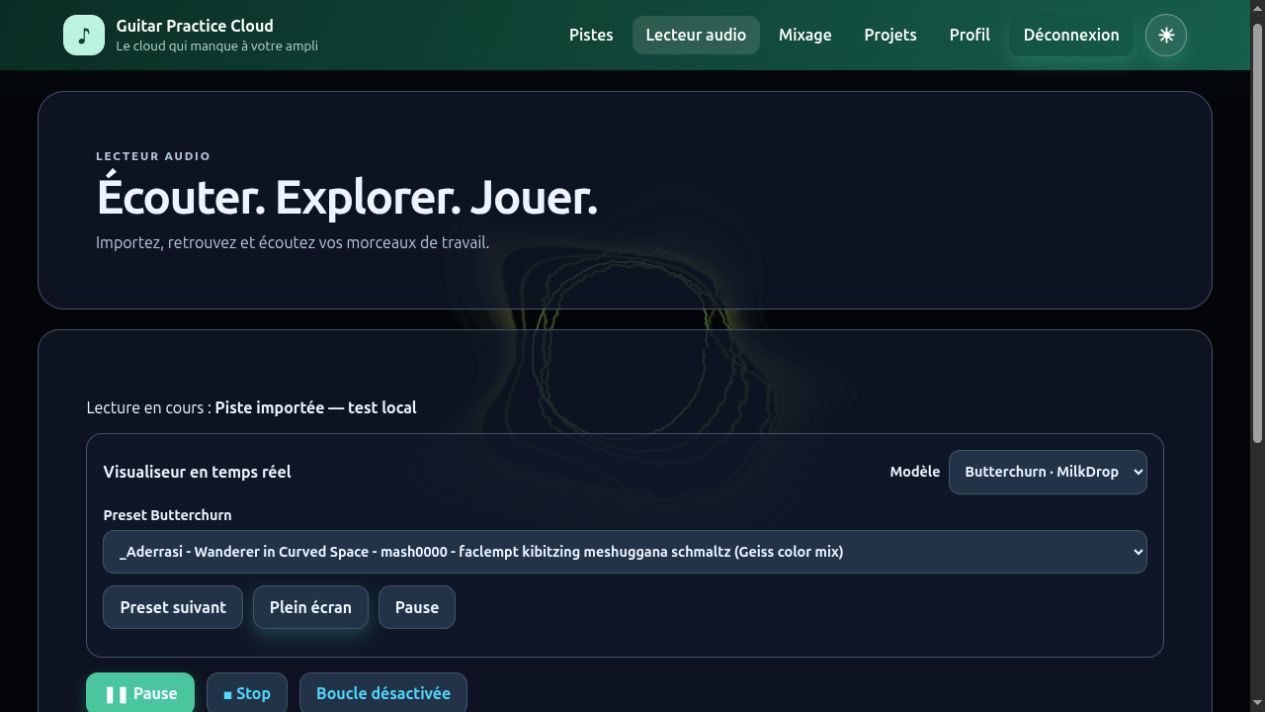 Guitar Practice Cloud
Le cloud qui manque à votre ampli
Pistes
Lecteur audio
Mixage
Projets
Profil
Déconnexion
LECTEUR AUDIO
Écouter. Explorer. Jouer.
Importez, retrouvez et écoutez vos morceaux de travail.
Lecture en cours : Piste importée — test local
Visualiseur en temps réel
Modèle
Butterchurn · MilkDrop
Preset Butterchurn
_Aderrasi - Wanderer in Curved Space - mash0000 - faclempt kibitzing meshuggana schmaltz (Geiss color mix)
Preset suivant
Plein écran
Pause
Pause
Stop
Boucle désactivée